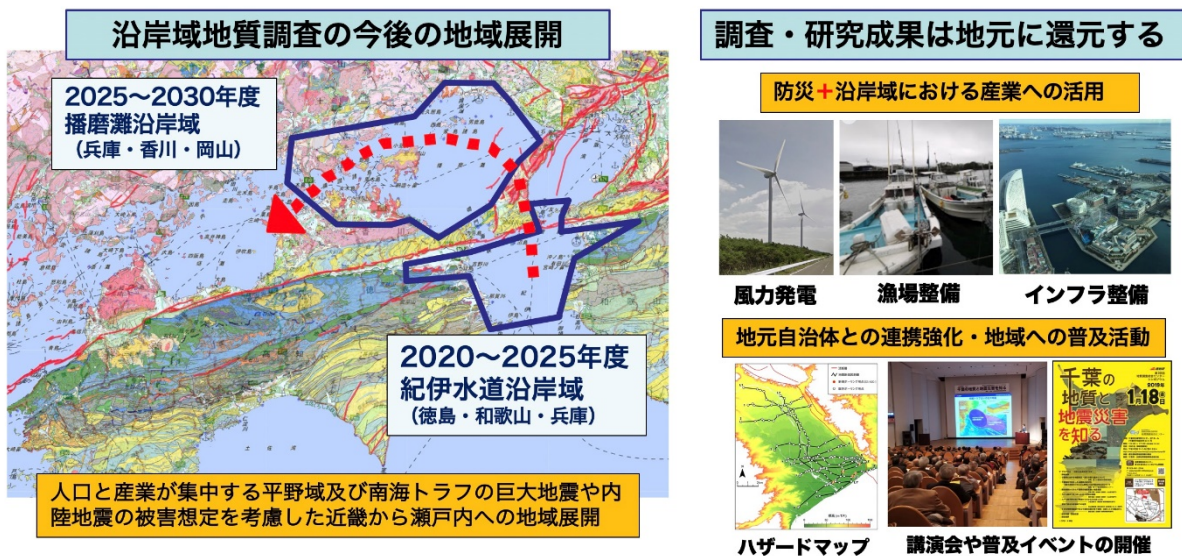 沿岸域地質調査の今後の地域展開
2025〜2030年度
播磨灘沿岸域
（兵庫・香川・岡山）
2020〜2025年度
紀伊水道沿岸域
（徳島・和歌山・兵庫）
人口と産業が集中する平野域及び南海トラフの巨大地震や内
陸地震の被害想定を考慮した近畿から瀬戸内への地域展開
調査・研究成果は地元に還元する
防災＋沿岸域における産業への活用
風力発電
漁場整備
インフラ整備
地元自治体との連携強化・地域への普及活動
千葉の
地質と
地震災害
を知る
2019年
1月18日
ハザードマップ
講演会や普及イベントの開催